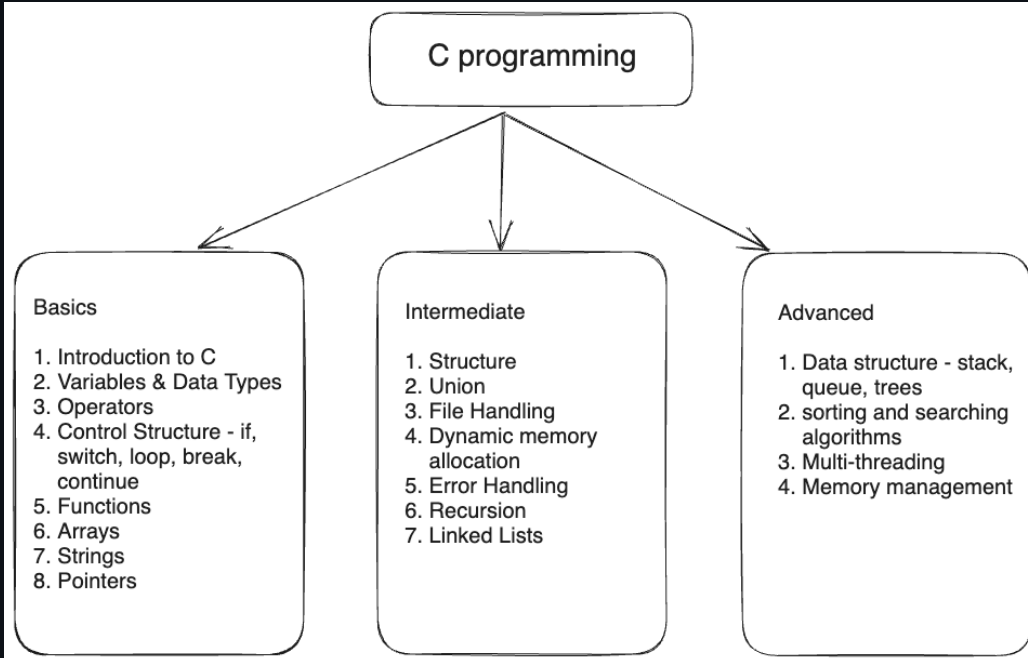 C programming
Basics
1. Introduction to C
2. Variables & Data Types
3. Operators
4. Control Structure - if,
switch, loop, break,
continue
5. Functions
6. Arrays
7. Strings
8. Pointers
Intermediate
1. Structure
2. Union
3. File Handling
4. Dynamic memory
allocation
5. Error Handling
6. Recursion
7. Linked Lists
Advanced
1. Data structure - stack,
queue, trees
2. sorting and searching
algorithms
3. Multi-threading
4. Memory management